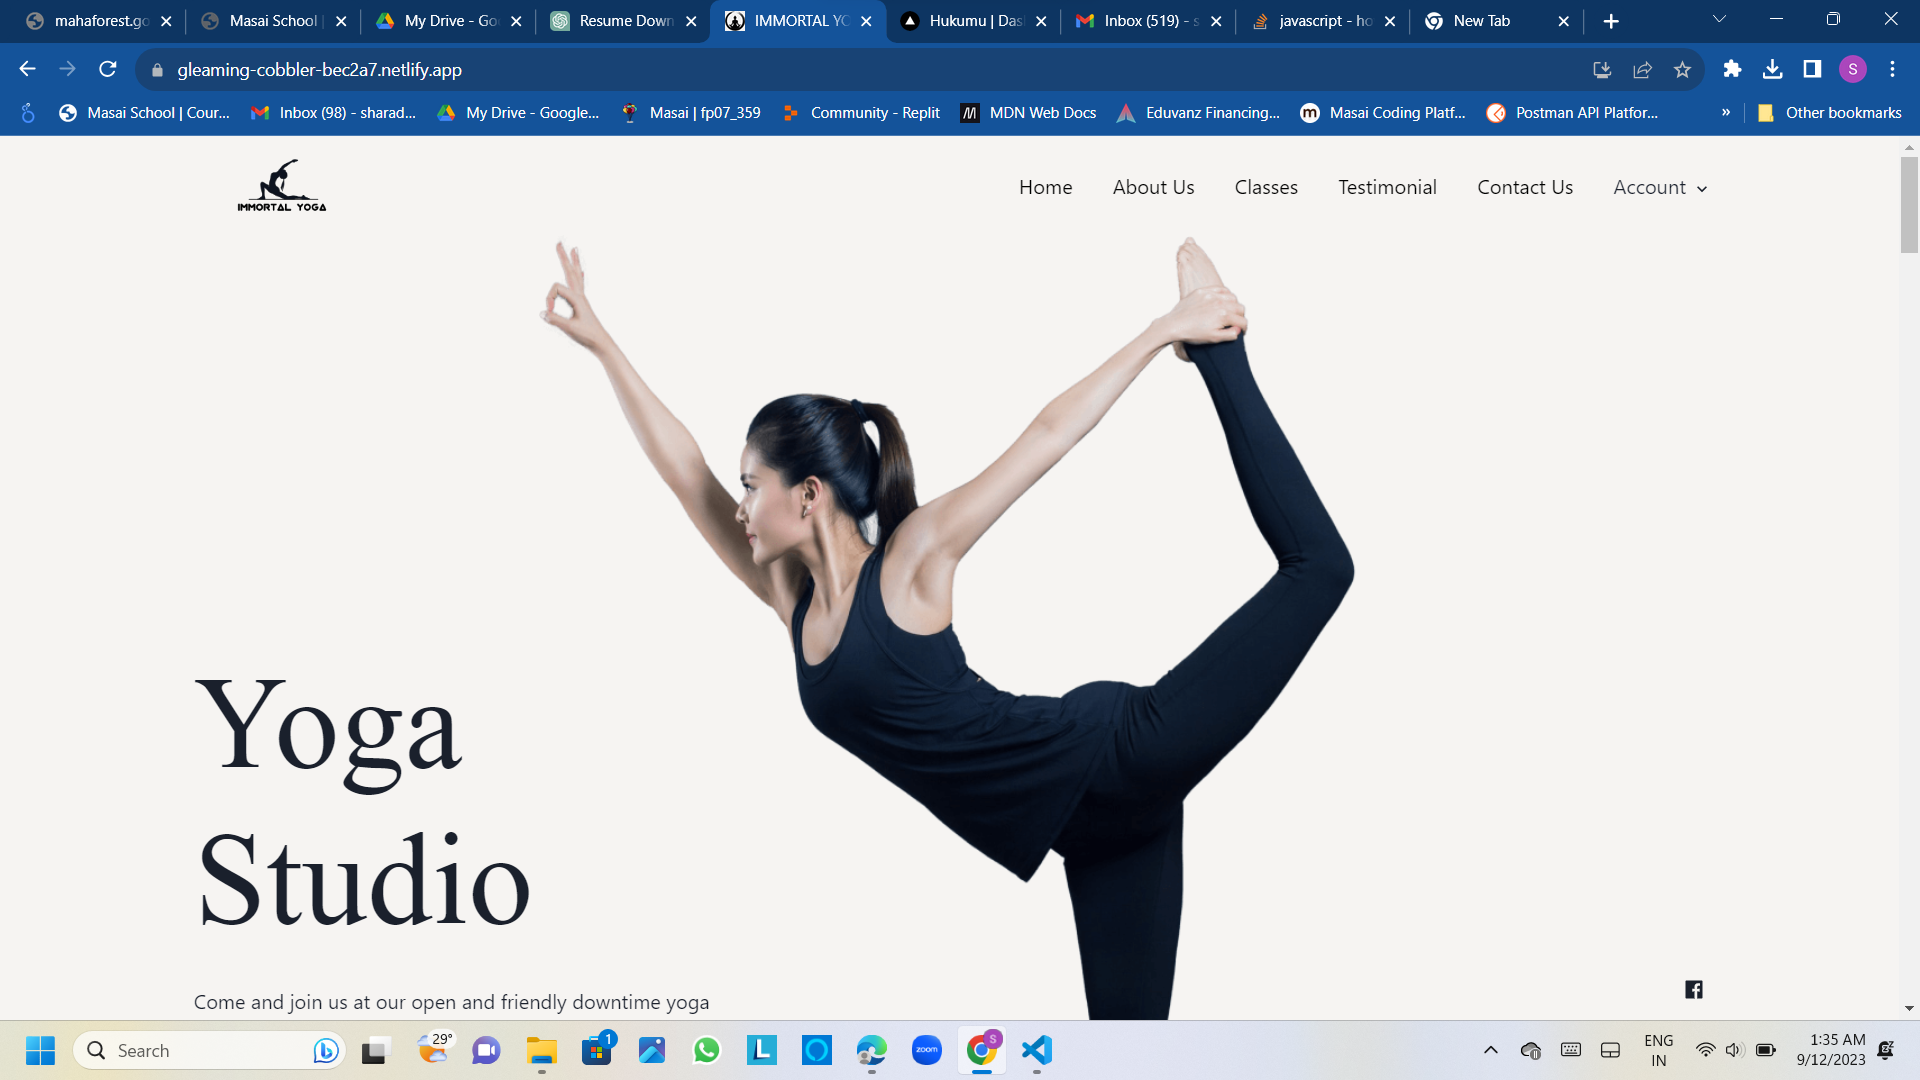 mahaforest.go
Masai School |
My Drive - Go
Resume Down
IMMORTAL YO
Hukumu | Das
Inbox (519) - s
javascript - ho
New Tab
gleaming-cobbler-bec2a7.netlify.app
S
Masai School | Cour...
Inbox (98) - sharad...
My Drive - Google...
Masai | fp07_359
Community - Replit
MDN Web Docs
Eduvanz Financing...
Masai Coding Platf...
Postman API Platfor...
»
Other bookmarks
IMMORTAL YOGA
Home
About Us
Classes
Testimonial
Contact Us
Account
Yoga
Studio
Come and join us at our open and friendly downtime yoga
Search
29°
1
L
zoom
S
ENG
IN
1:35 AM
9/12/2023